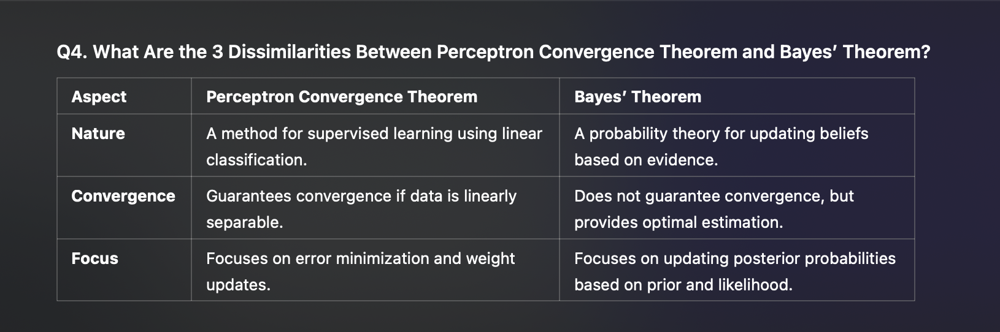 Q4. What Are the 3 Dissimilarities Between Perceptron Convergence Theorem and Bayes’ Theorem?
Aspect
Perceptron Convergence Theorem
Bayes’ Theorem
Nature
A method for supervised learning using linear
classification.
A probability theory for updating beliefs
based on evidence.
Convergence
Guarantees convergence if data is linearly
separable.
Does not guarantee convergence, but
provides optimal estimation.
Focus
Focuses on error minimization and weight
updates.
Focuses on updating posterior probabilities
based on prior and likelihood.